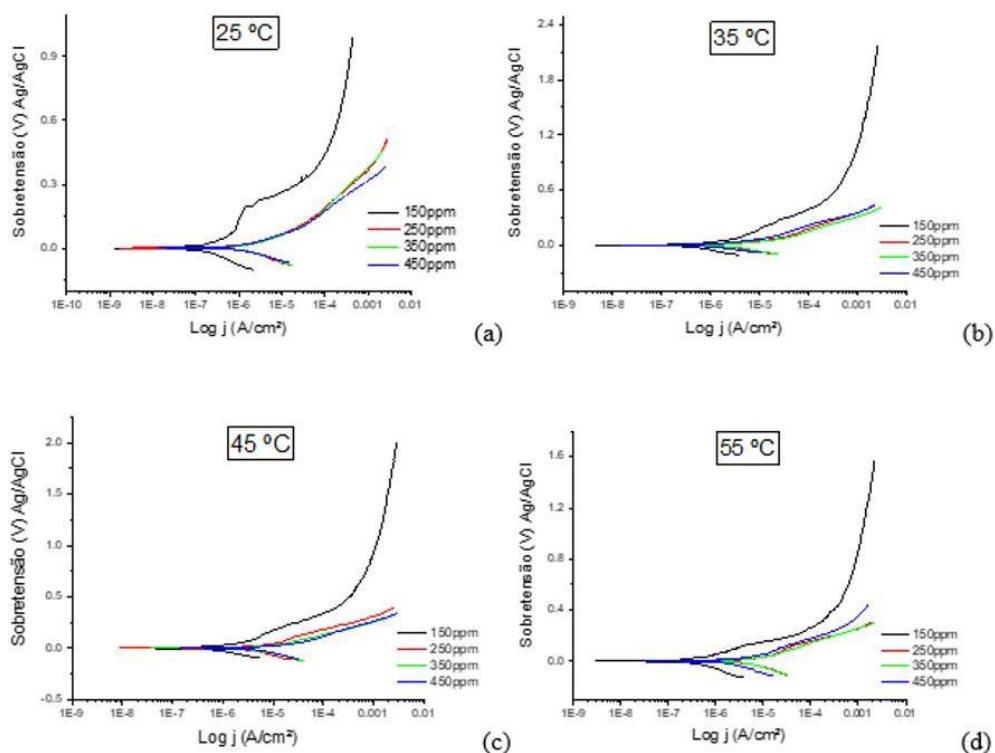 25 ºC
Sobretensão (V) Ag/AgCl
0.9
0.6
0.3
0.0
150ppm
250ppm
350ppm
450ppm
1E-10 1E-9 1E-8 1E-7 1E-6 1E-5 1E-4 0.001 0.01
Log j (A/cm²)
(a)
35 ºC
Sobretensão (V) Ag/AgCl
2.4
1.8
1.2
0.6
0.0
150ppm
250ppm
350ppm
450ppm
1E-9 1E-8 1E-7 1E-6 1E-5 1E-4 0.001 0.01
Log j (A/cm²)
(b)
45 ºC
Sobretensão (V) Ag/AgCl
2.0
1.5
1.0
0.5
0.0
-0.5
150ppm
250ppm
350ppm
450ppm
1E-9 1E-8 1E-7 1E-6 1E-5 1E-4 0.001 0.01
Log j (A/cm²)
(c)
55 ºC
Sobretensão (V) Ag/AgCl
1.6
1.2
0.8
0.4
0.0
150ppm
250ppm
350ppm
450ppm
1E-9 1E-8 1E-7 1E-6 1E-5 1E-4 0.001 0.01
Log j (A/cm²)
(d)